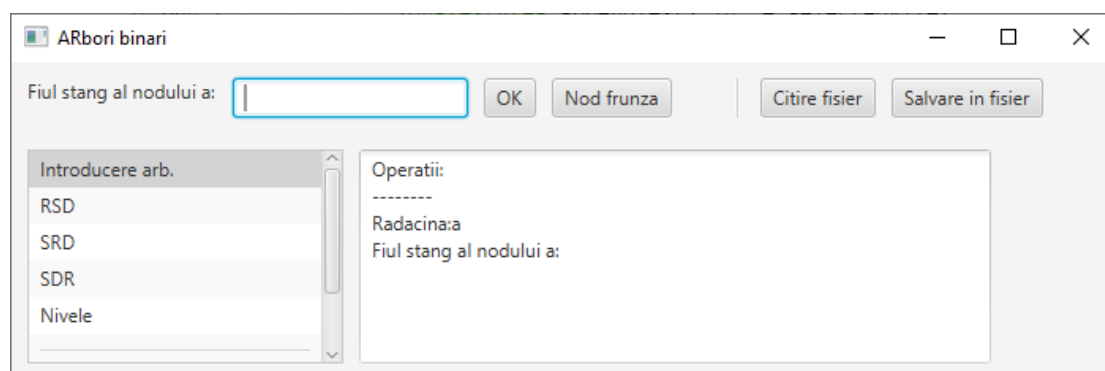 ARbori binari
Fiul stang al nodului a:
OK
Nod frunza
Citire fisier
Salvare in fisier
Introducere arb.
RSD
SRD
SDR
Nivele
Operatii:
--------
Radacina:a
Fiul stang al nodului a: